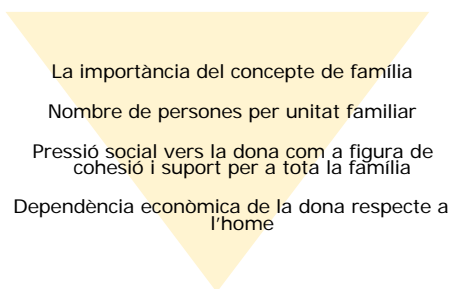 La importància del concepte de família
Nombre de persones per unitat familiar
Pressió social vers la dona com a figura de
cohesió i suport per a tota la família
Dependència econòmica de la dona respecte a
l'home